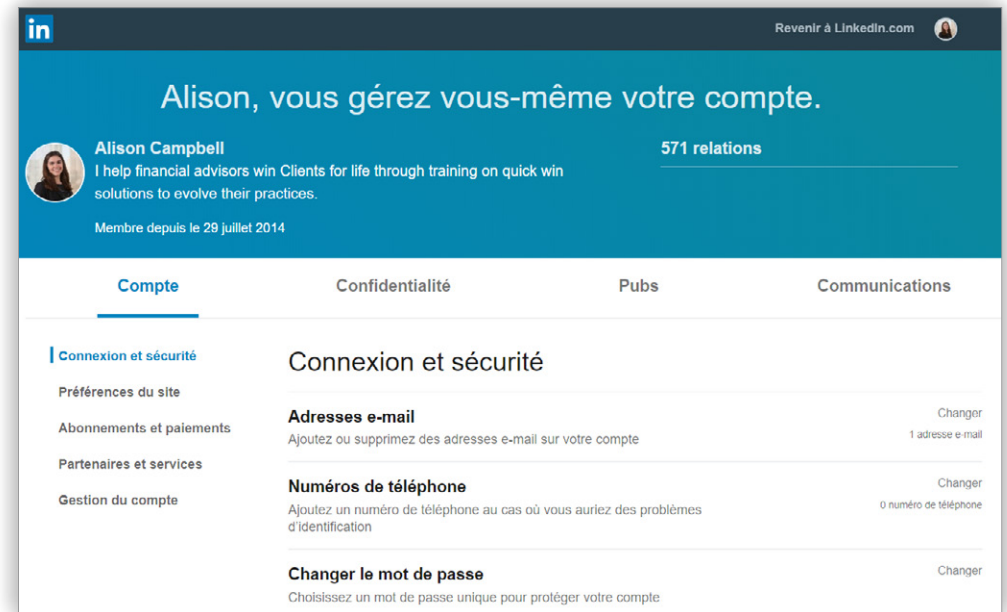 in
Revenir à LinkedIn.com
Alison, vous gérez vous-même votre compte.
Alison Campbell
I help financial advisors win Clients for life through training on quick win
solutions to evolve their practices.
Membre depuis le 29 juillet 2014
571 relations
Compte
Confidentialité
Pubs
Communications
Connexion et sécurité
Préférences du site
Abonnements et paiements
Partenaires et services
Gestion du compte
Connexion et sécurité
Adresses e-mail
Changer
Ajoutez ou supprimez des adresses e-mail sur votre compte
1 adresse e-mail
Numéros de téléphone
Changer
Ajoutez un numéro de téléphone au cas où vous auriez des problèmes
d'identification
0 numéro de téléphone
Changer le mot de passe
Changer
Choisissez un mot de passe unique pour protéger votre compte